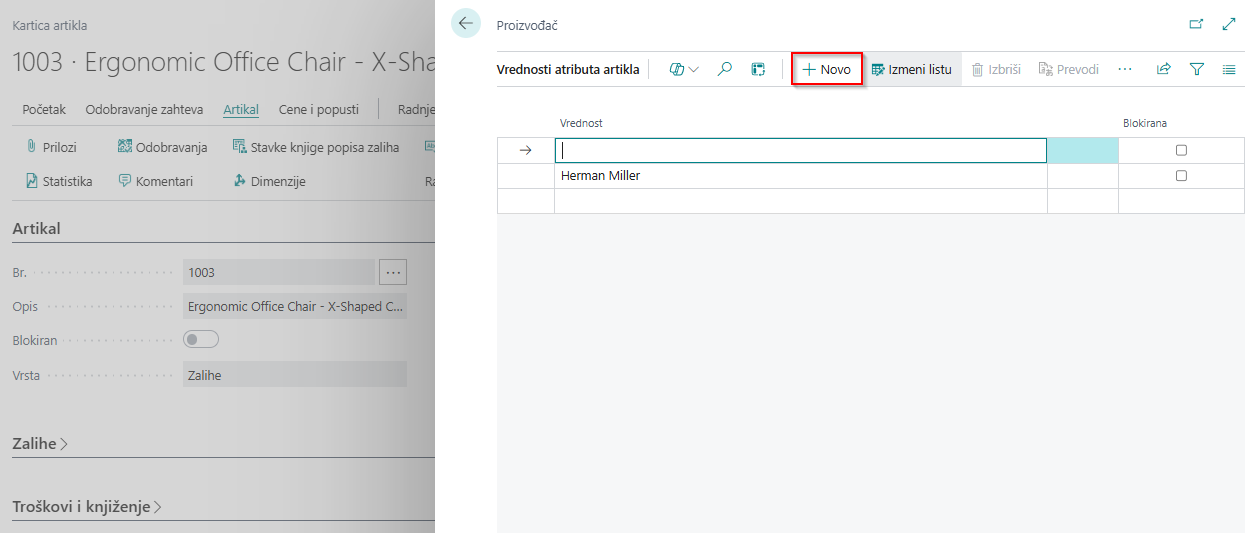 Kartica artikla
1003 · Ergonomic Office Chair - X-Sha
Početak Odobravanje zahteva Artikal Cene i popusti Radnje
Prilozi Odobravanja Stavke knjige popisa zaliha
Statistika Komentari Dimenzije Ra
Artikal
Br. 1003 ...
Opis Ergonomic Office Chair - X-Shaped C...
Blokiran
Vrsta Zalihe
Zalihe
Troškovi i knjiženje
Proizvođač
Vrednosti atributa artikla + Novo Izmeni listu Izbriši Prevodi ...
Vrednost Blokirana
Herman Miller